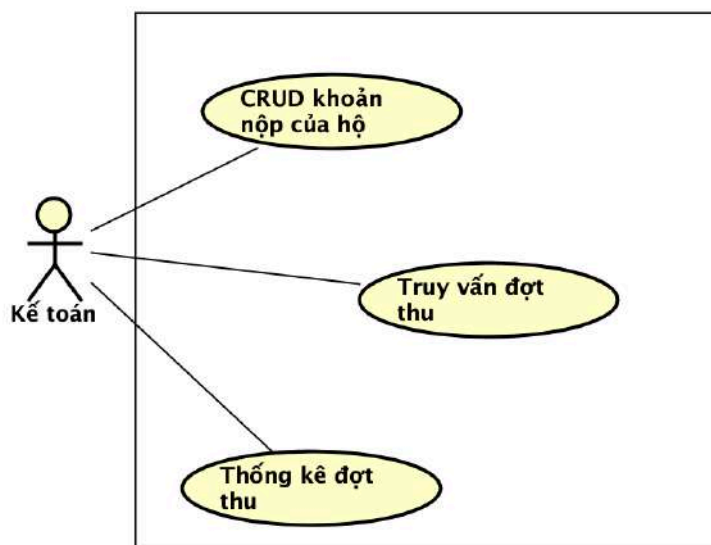 CRUD khoản
nộp của hộ
Kế toán
Truy vấn đợt
thu
Thống kê đợt
thu